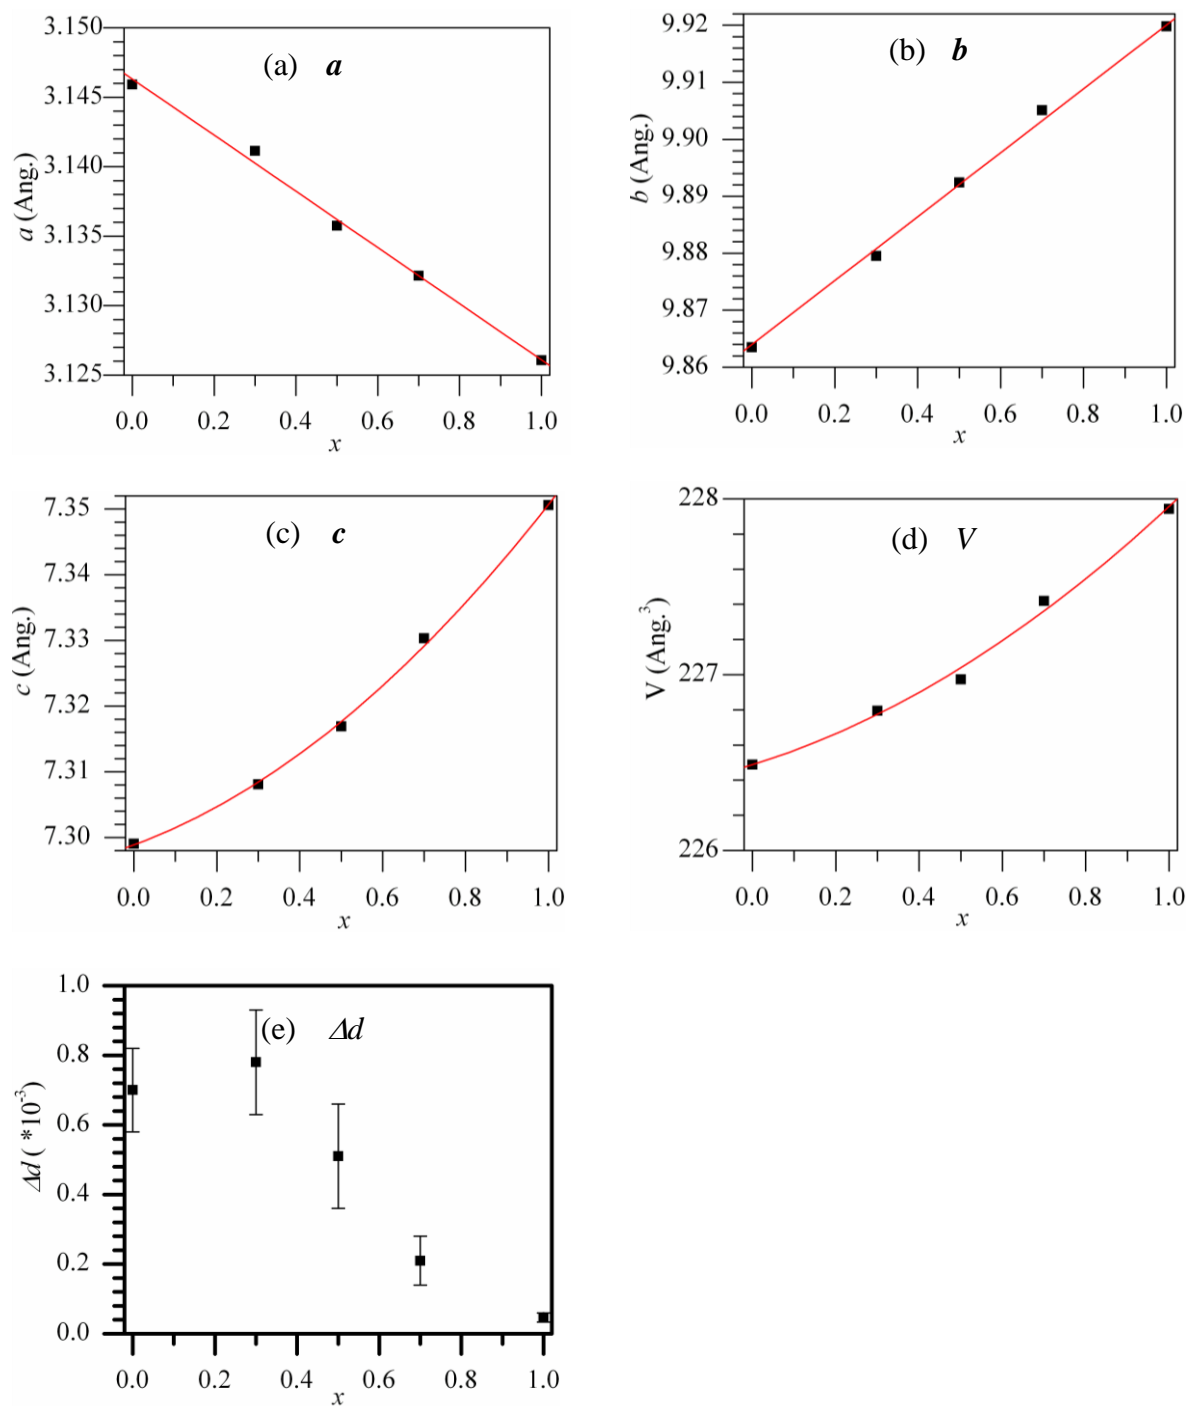 (a) a
3.150
3.145
3.140
3.135
3.130
3.125
a (Ang.)
0.0 0.2 0.4 0.6 0.8 1.0
x
(b) b
9.92
9.91
9.90
9.89
9.88
9.87
9.86
b (Ang.)
0.0 0.2 0.4 0.6 0.8 1.0
x
(c) c
7.35
7.34
7.33
7.32
7.31
7.30
c (Ang.)
0.0 0.2 0.4 0.6 0.8 1.0
x
(d) V
228
227
226
V (Ang.³)
0.0 0.2 0.4 0.6 0.8 1.0
x
(e) Δd
1.0
0.8
0.6
0.4
0.2
0.0
Δd ( *10⁻³)
0.0 0.2 0.4 0.6 0.8 1.0
x